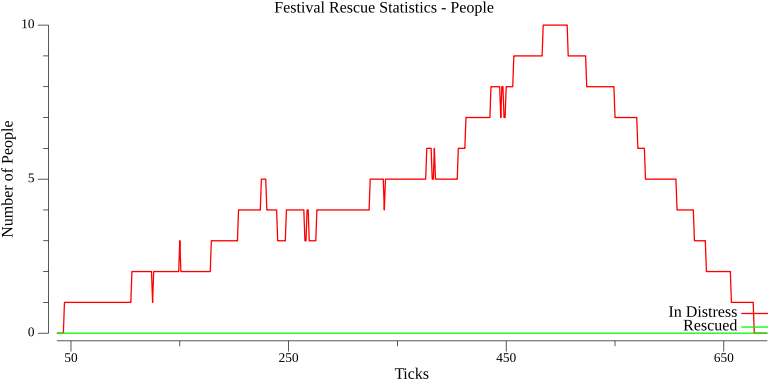 Festival Rescue Statistics - People
10
5
0
Number of People
In Distress
Rescued
50
250
450
650
Ticks